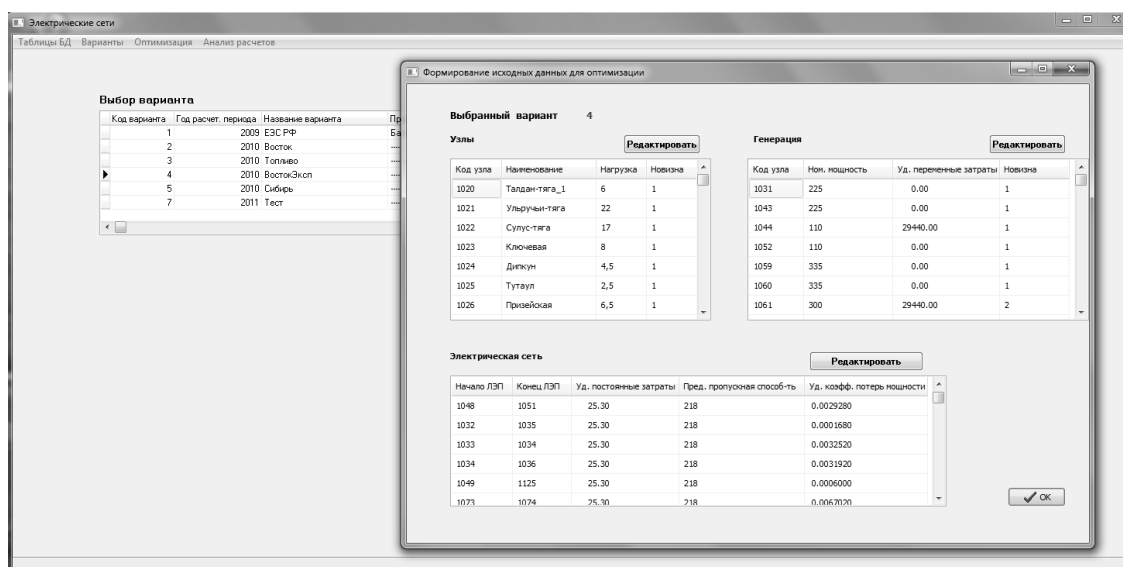 Электрические сети
Таблицы БД Варианты Оптимизация Анализ расчетов
Выбор варианта
Код варианта Год расчет. периода Название варианта Пр
1 2009 ЕЭС РФ Ба
2 2010 Восток ----
3 2010 Топливо ----
4 2010 ВостокЭксп ----
5 2010 Сибирь ----
7 2011 Тест ----
Формирование исходных данных для оптимизации
Выбранный вариант 4
Узлы Редактировать
Код узла Наименование Нагрузка Новизна
1020 Талдан-тяга_1 6 1
1021 Ульручьи-тяга 22 1
1022 Сулус-тяга 17 1
1023 Ключевая 8 1
1024 Дипкун 4,5 1
1025 Тутаул 2,5 1
1026 Призейская 6,5 1
Генерация Редактировать
Код узла Ном. мощность Уд. переменные затраты Новизна
1031 225 0.00 1
1043 225 0.00 1
1044 110 29440.00 1
1052 110 0.00 1
1059 335 0.00 1
1060 335 0.00 1
1061 300 29440.00 2
Электрическая сеть Редактировать
Начало ЛЭП Конец ЛЭП Уд. постоянные затраты Пред. пропускная способ-ть Уд. коэфф. потерь мощности
1048 1051 25.30 218 0.0029280
1032 1035 25.30 218 0.0001680
1033 1034 25.30 218 0.0032520
1034 1036 25.30 218 0.0031920
1049 1125 25.30 218 0.0006000
1073 1074 25.30 218 0.0067020
OK